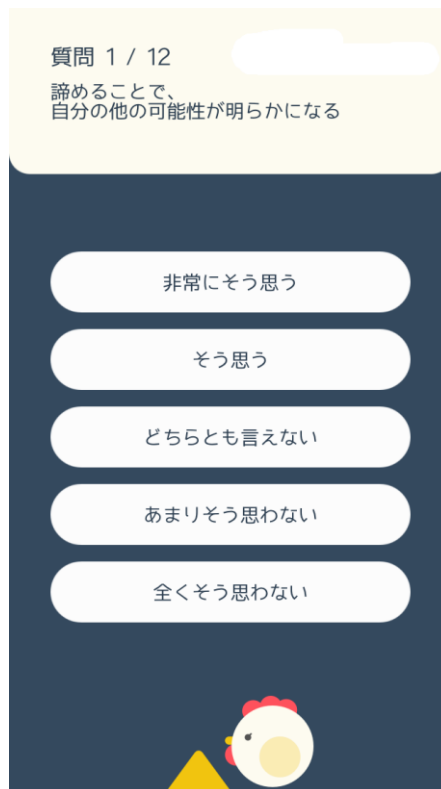 質問 1 / 12
諦めることで、
自分の他の可能性が明らかになる
非常にそう思う
そう思う
どちらとも言えない
あまりそう思わない
全くそう思わない